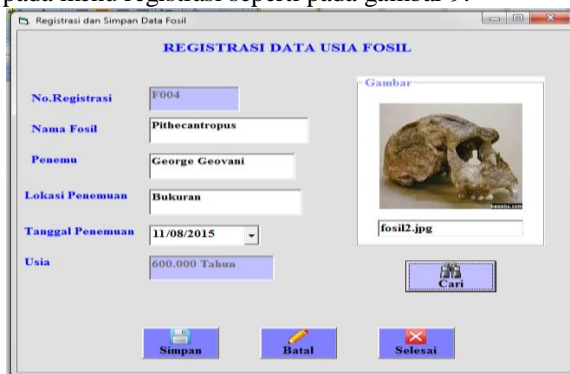 pada menu registrasi seperti pada gambar 9.
Registrasi dan Simpan Data Fosil
REGISTRASI DATA USIA FOSIL
No.Registrasi
F004
Nama Fosil
Pithecantropus
Penemu
George Geovani
Lokasi Penemuan
Bukuran
Tanggal Penemuan
11/08/2015
Usia
600.000 Tahun
Gambar
fosil2.jpg
Cari
Simpan
Batal
Selesai